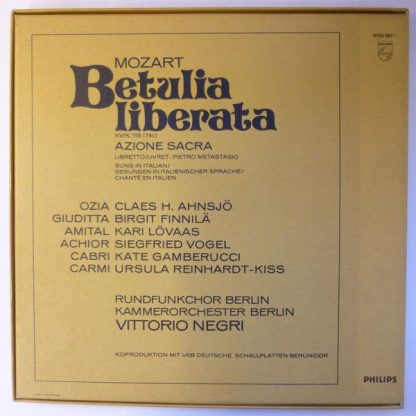 MOZART
Betulia
liberata
KV/K. 118 (74c)
AZIONE SACRA
LIBRETTO/LIVRET: PIETRO METASTASIO
SUNG IN ITALIAN/
GESUNGEN IN ITALIENISCHER SPRACHE/
CHANTÉ EN ITALIEN
OZIA CLAES H. AHNSJÖ
GIUDITTA BIRGIT FINNILÄ
AMITAL KARI LÖVAAS
ACHIOR SIEGFRIED VOGEL
CABRI KATE GAMBERUCCI
CARMI URSULA REINHARDT-KISS
RUNDFUNKCHOR BERLIN
KAMMERORCHESTER BERLIN
VITTORIO NEGRI
KOPRODUKTION MIT VEB DEUTSCHE SCHALLPLATTEN BERLIN/DDR
PHILIPS